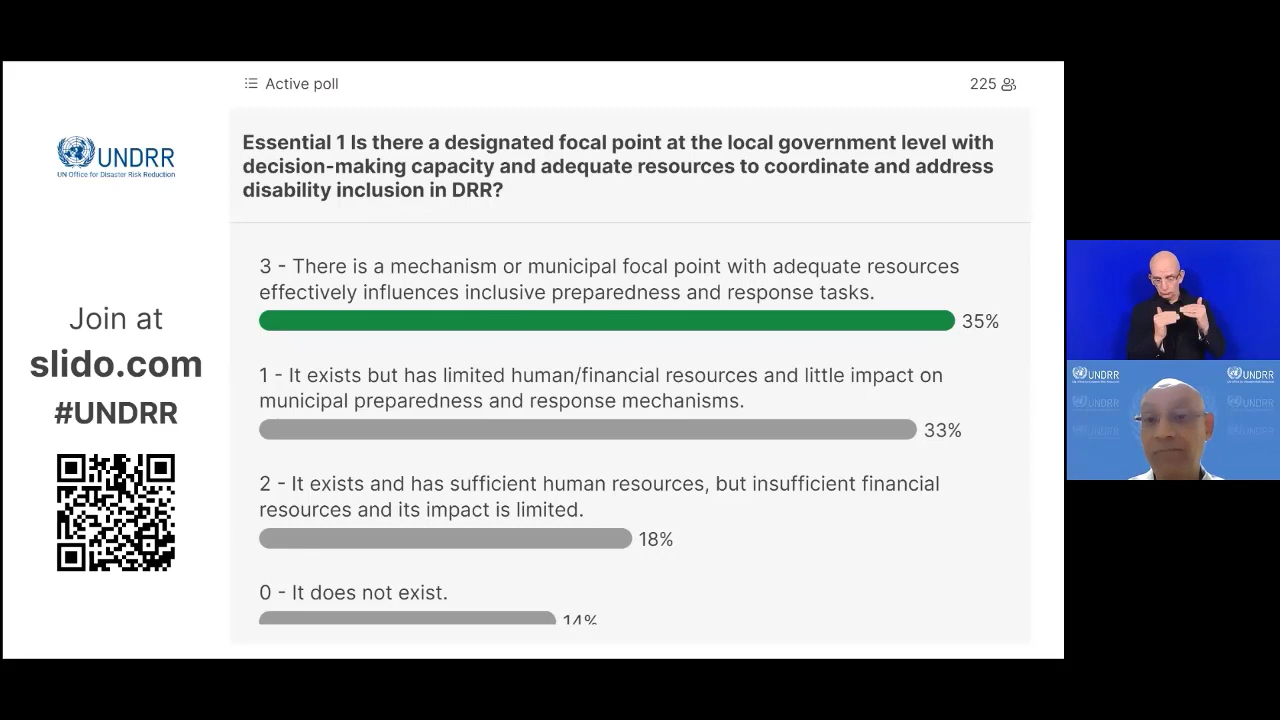 Active poll
225
UNDRR
UN Office for Disaster Risk Reduction
Essential 1 Is there a designated focal point at the local government level with
decision-making capacity and adequate resources to coordinate and address
disability inclusion in DRR?
3 - There is a mechanism or municipal focal point with adequate resources
effectively influences inclusive preparedness and response tasks.
35%
1 - It exists but has limited human/financial resources and little impact on
municipal preparedness and response mechanisms.
33%
2 - It exists and has sufficient human resources, but insufficient financial
resources and its impact is limited.
18%
0 - It does not exist.
14%
Join at
slido.com
#UNDRR
UNDRR
UNDRR
UNDRR
UNDRR